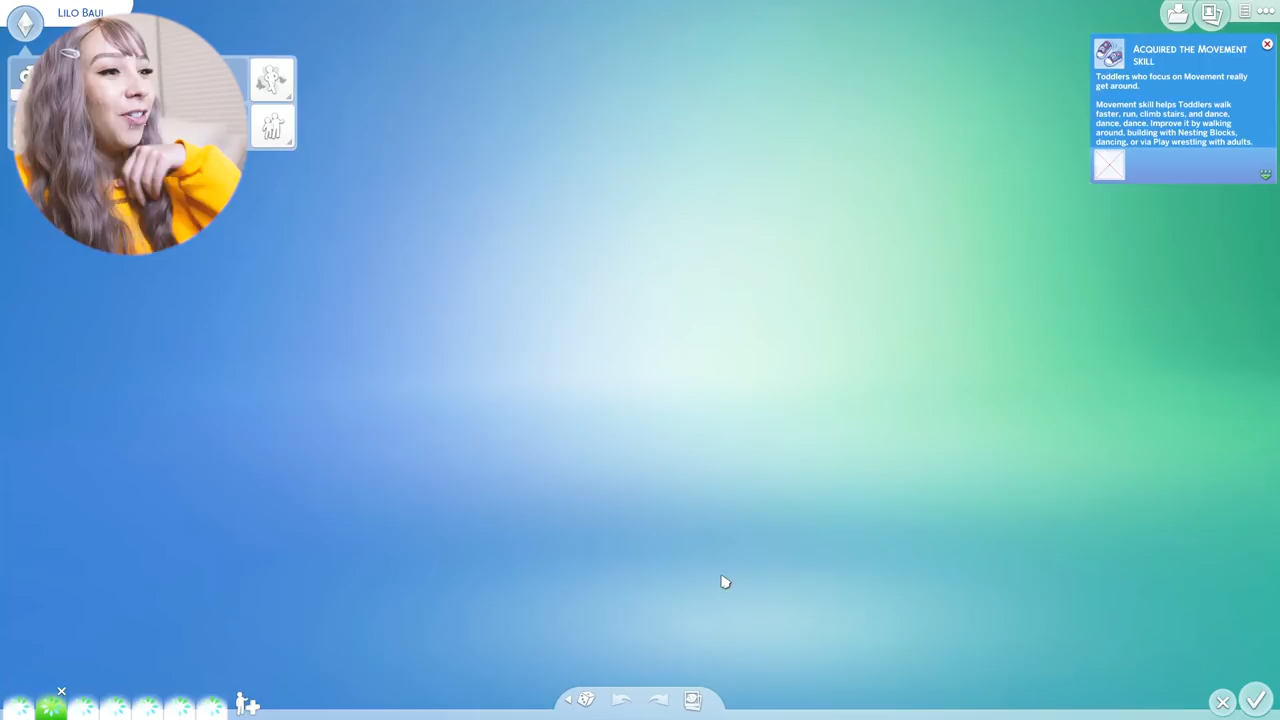 Lilo Baui
Acquired the Movement
skill
Toddlers who focus on Movement really
get around.
Movement skill helps Toddlers walk
faster, run, climb stairs, and dance,
dance, dance. Improve it by walking
around, building with Nesting Blocks,
dancing, or via Play wrestling with adults.